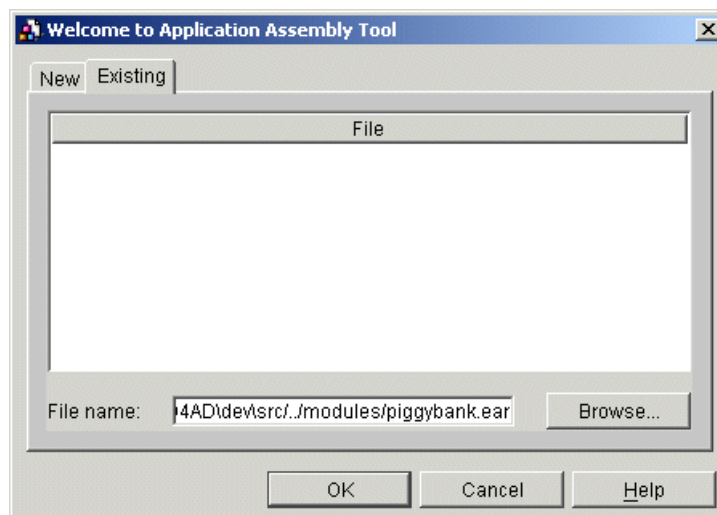 Welcome to Application Assembly Tool
New Existing
File
File name: 4AD\dev\src/../modules/piggybank.ear Browse...
OK Cancel Help